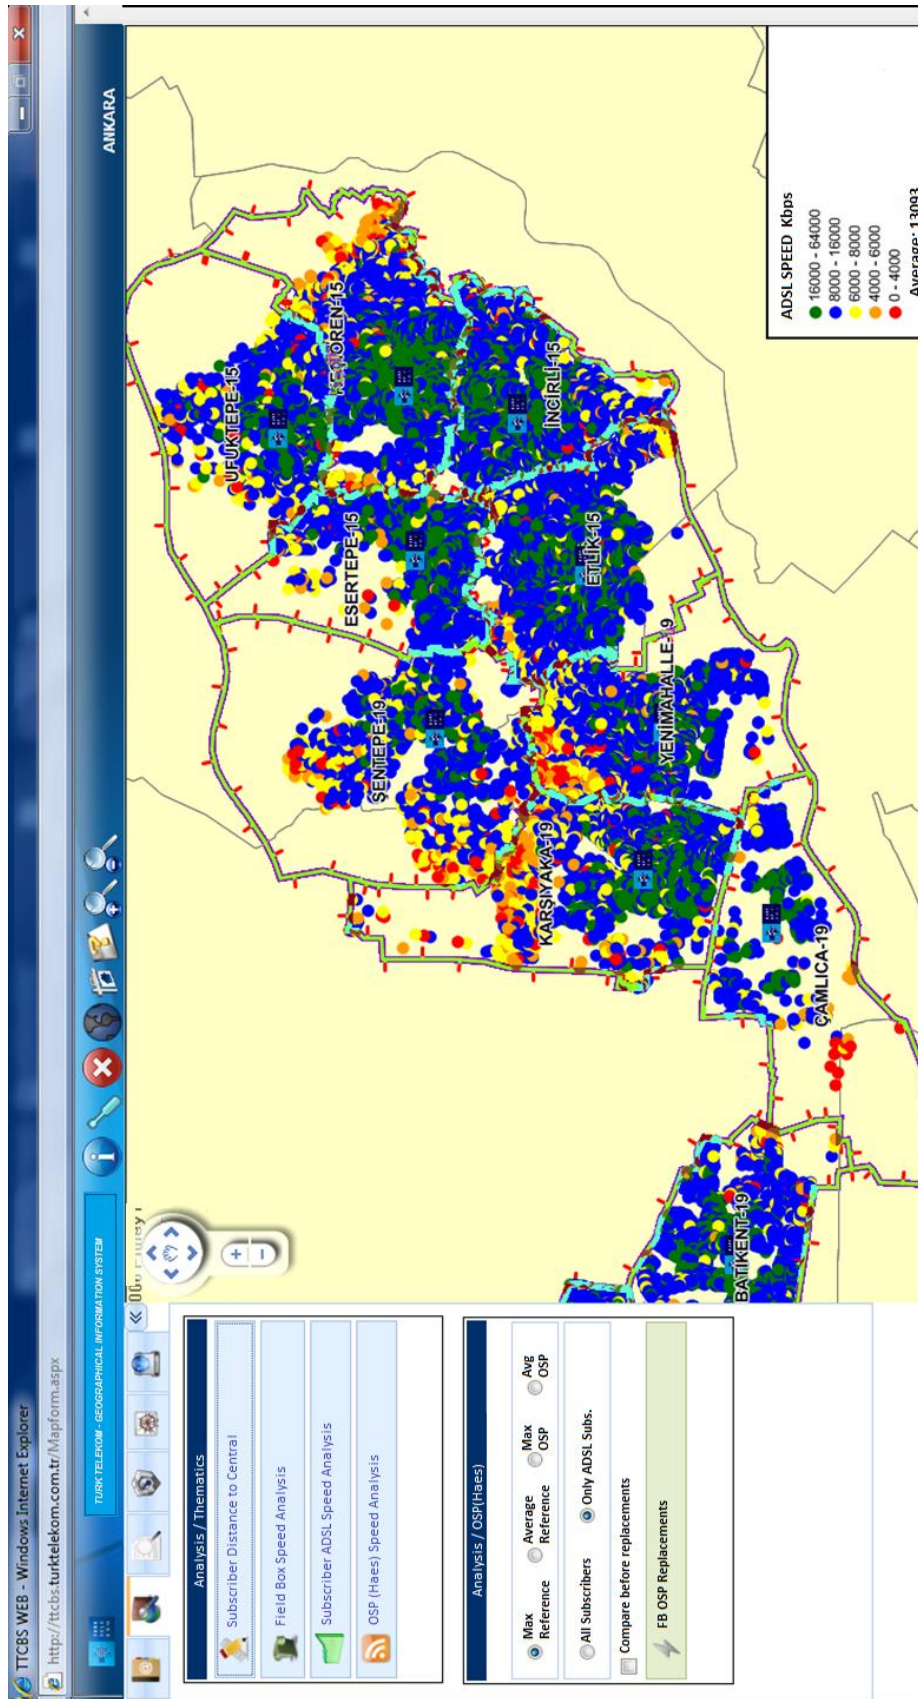 TTCBS WEB - Windows Internet Explorer
http://ttcbs.turktelekom.com.tr/Mapform.aspx
TURK TELEKOM - GEOGRAPHICAL INFORMATION SYSTEM
ANKARA
Analysis / Thematics
Subscriber Distance to Central
Field Box Speed Analysis
Subscriber ADSL Speed Analysis
OSP (Haes) Speed Analysis
Analysis / OSP(Haes)
Max Reference
Average Reference
Max OSP
Avg OSP
All Subscribers
Only ADSL Subs.
Compare before replacements
FB OSP Replacements
UFUKTEPE-15
KEÇİÖREN-15
ESERTEPE-15
İNCİRLİ-15
ŞENTEPE-19
ETLİK-15
KARŞIYAKA-19
YENİMAHALLE-19
ÇAMLICA-19
BATIKENT-19
ADSL SPEED Kbps
16000 - 64000
8000 - 16000
6000 - 8000
4000 - 6000
0 - 4000
Average: 13093